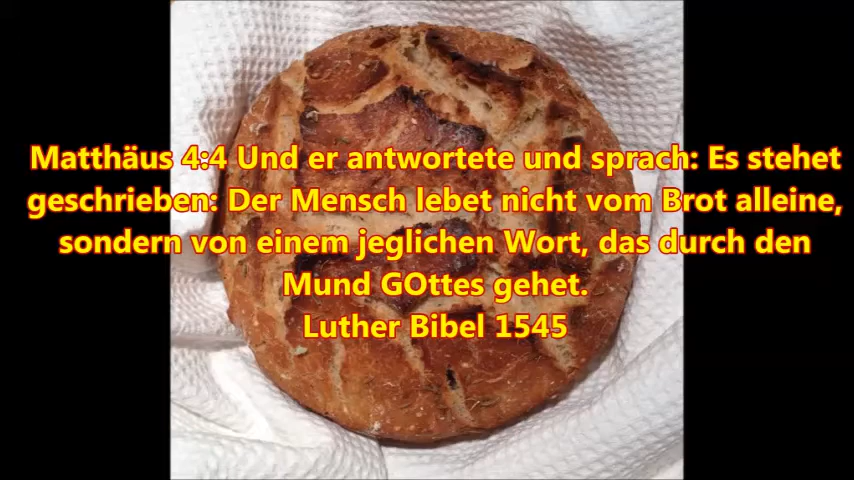 Matthäus 4:4 Und er antwortete und sprach: Es stehet
geschrieben: Der Mensch lebet nicht vom Brot alleine,
sondern von einem jeglichen Wort, das durch den
Mund GOttes gehet.
Luther Bibel 1545